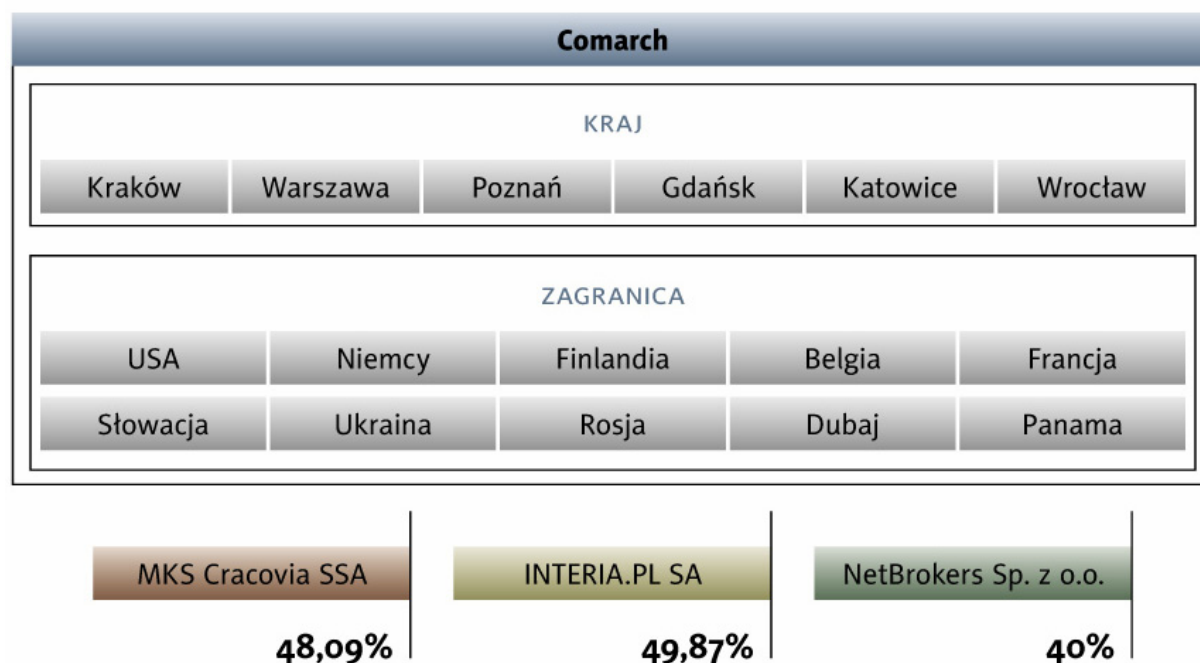 Comarch
KRAJ
Kraków Warszawa Poznań Gdańsk Katowice Wrocław
ZAGRANICA
USA Niemcy Finlandia Belgia Francja
Słowacja Ukraina Rosja Dubaj Panama
MKS Cracovia SSA INTERIA.PL SA NetBrokers Sp. z o.o.
48,09% 49,87% 40%